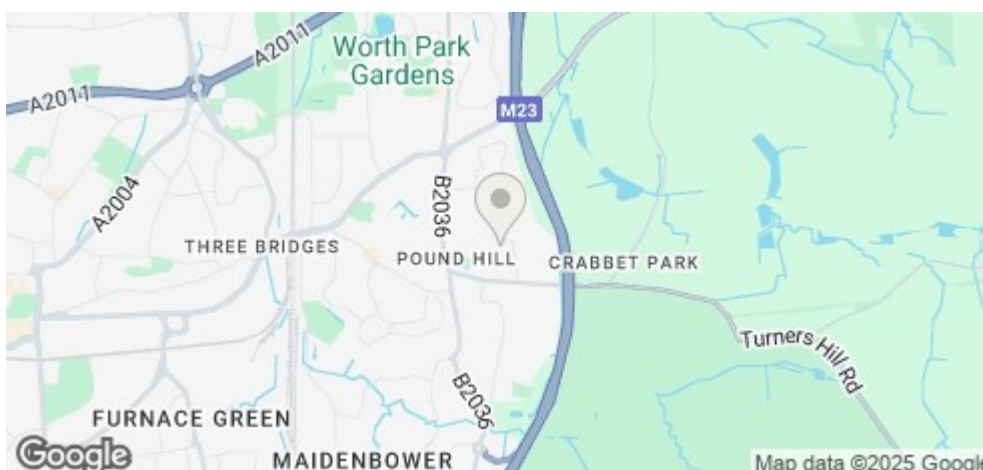 A2011
A2011
Worth Park
Gardens
M23
A2004
B2036
THREE BRIDGES
POUND HILL
CRABBET PARK
Turners Hill Rd
B2036
FURNACE GREEN
MAIDENBOWER
Google
Map data ©2025 Google